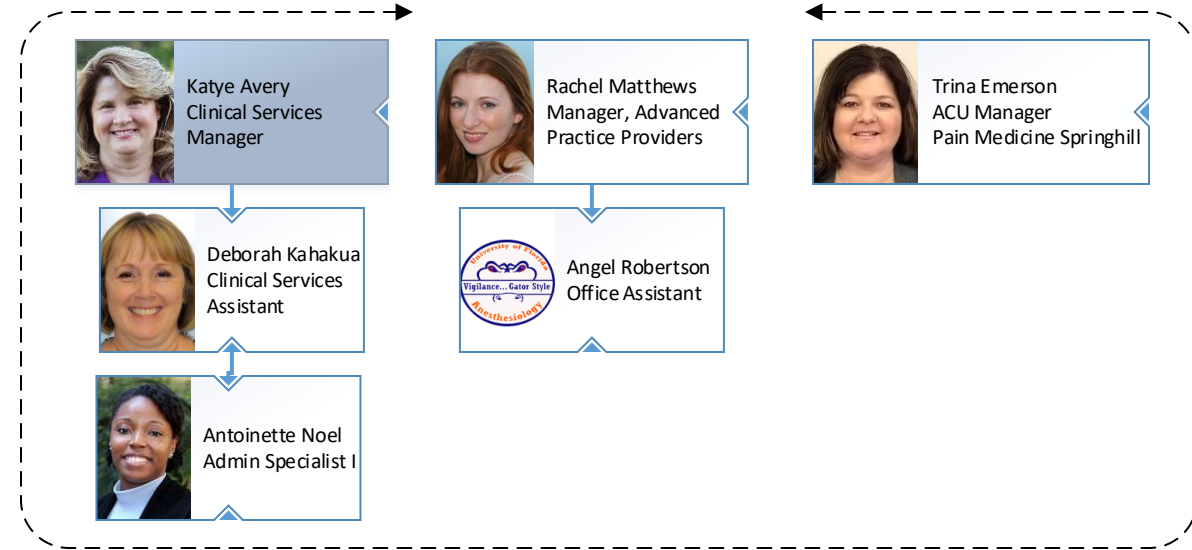 Katye Avery
Clinical Services
Manager
Rachel Matthews
Manager, Advanced
Practice Providers
Trina Emerson
ACU Manager
Pain Medicine Springhill
Deborah Kahakua
Clinical Services
Assistant
University of Florida
Vigilance... Gator Style
Anesthesiology
Angel Robertson
Office Assistant
Antoinette Noel
Admin Specialist I